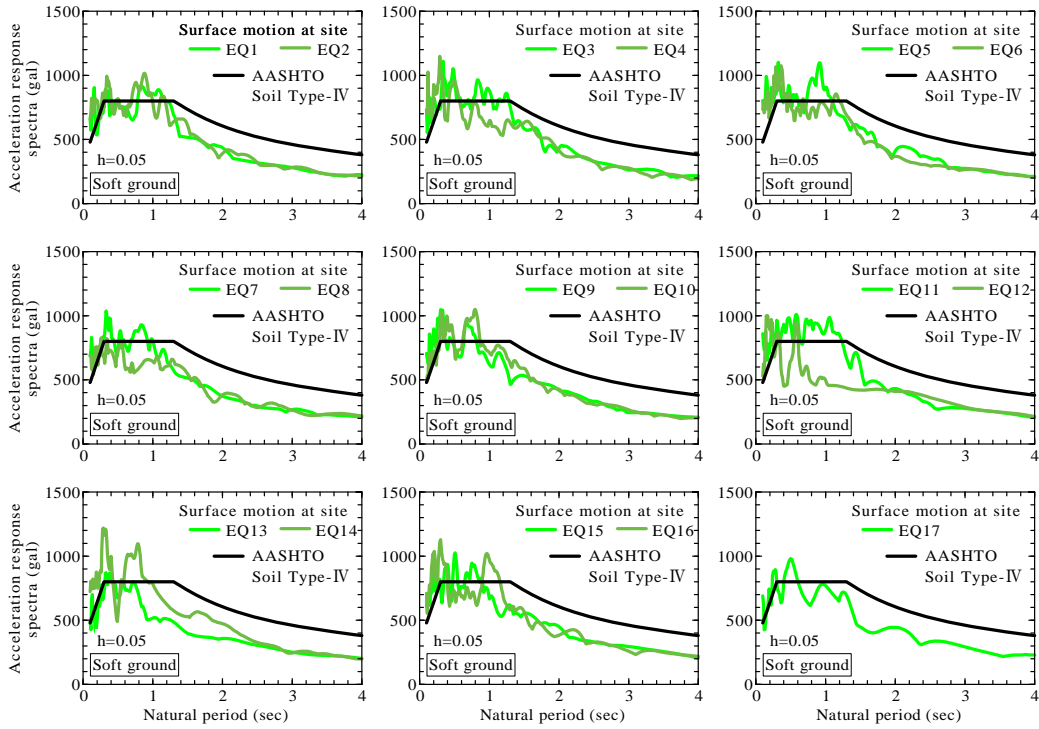 Acceleration response
spectra (gal)
1500
1000
500
0
Surface motion at site
EQ1 EQ2
AASHTO
Soil Type-Ⅳ
h=0.05
Soft ground
0 1 2 3 4
1500
1000
500
0
Surface motion at site
EQ3 EQ4
AASHTO
Soil Type-Ⅳ
h=0.05
Soft ground
0 1 2 3 4
1500
1000
500
0
Surface motion at site
EQ5 EQ6
AASHTO
Soil Type-Ⅳ
h=0.05
Soft ground
0 1 2 3 4
Acceleration response
spectra (gal)
1500
1000
500
0
Surface motion at site
EQ7 EQ8
AASHTO
Soil Type-Ⅳ
h=0.05
Soft ground
0 1 2 3 4
1500
1000
500
0
Surface motion at site
EQ9 EQ10
AASHTO
Soil Type-Ⅳ
h=0.05
Soft ground
0 1 2 3 4
1500
1000
500
0
Surface motion at site
EQ11 EQ12
AASHTO
Soil Type-Ⅳ
h=0.05
Soft ground
0 1 2 3 4
Acceleration response
spectra (gal)
1500
1000
500
0
Surface motion at site
EQ13 EQ14
AASHTO
Soil Type-Ⅳ
h=0.05
Soft ground
0 1 2 3 4
Natural period (sec)
1500
1000
500
0
Surface motion at site
EQ15 EQ16
AASHTO
Soil Type-Ⅳ
h=0.05
Soft ground
0 1 2 3 4
Natural period (sec)
1500
1000
500
0
Surface motion at site
EQ17
AASHTO
Soil Type-Ⅳ
h=0.05
Soft ground
0 1 2 3 4
Natural period (sec)